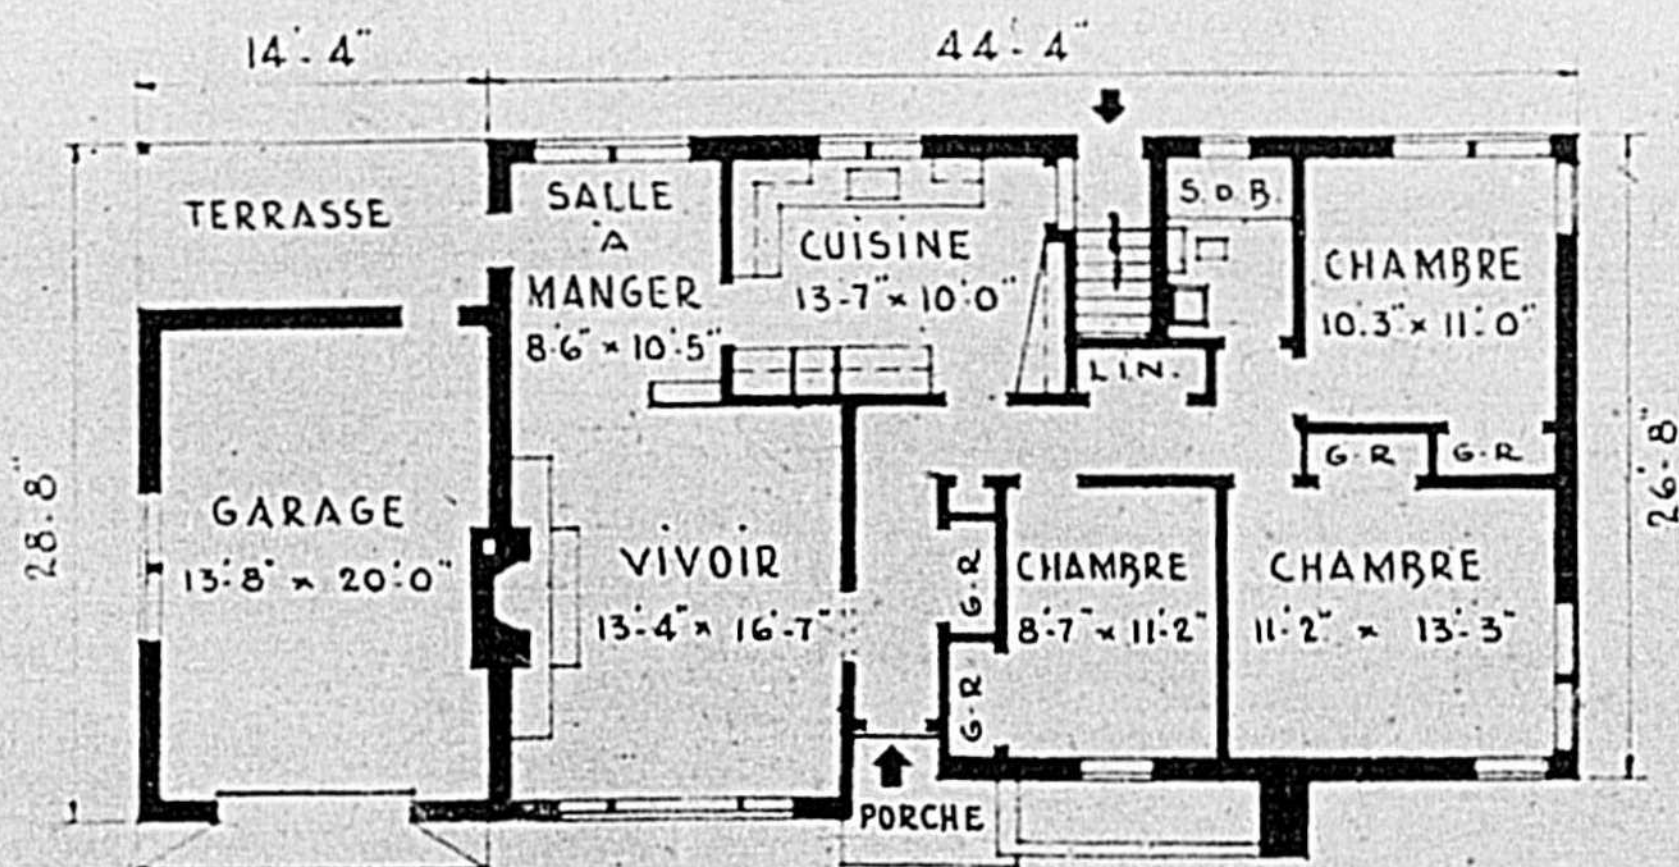 14'-4"
44'-4"
TERRASSE
SALLE
A
MANGER
8'6" x 10'-5"
CUISINE
13-7" x 10'0"
S.D.B.
CHAMBRE
10'.3" x 11'.0"
L I N.
G-R
G-R
28'.8"
26'-8"
GARAGE
13'-8" x 20'-0"
VIVOIR
13'-4" x 16'-7"
G-R
CHAMBRE
8'-7" x 11'-2"
CHAMBRE
11'-2" x 13'-3"
G-R
PORCHE